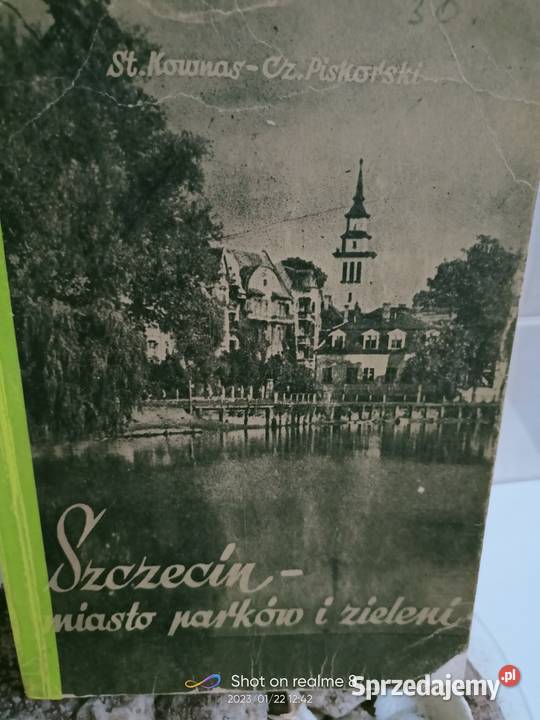 30
St. Kownas - Cz. Piskorski
Szczecin -
miasto parków i zieleni
Shot on realme 8
2023/01/22 12:42
Sprzedajemy.pl